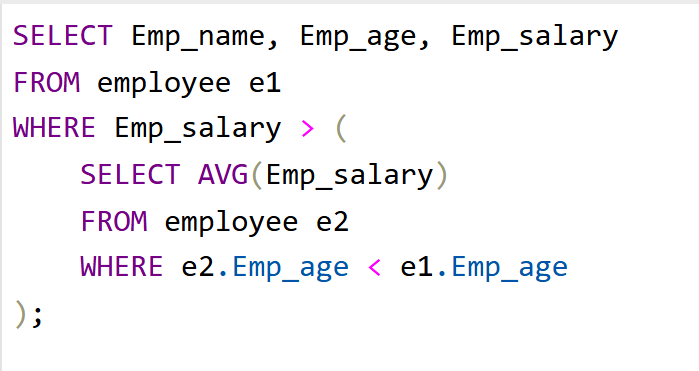 SELECT Emp_name, Emp_age, Emp_salary
FROM employee e1
WHERE Emp_salary > (
    SELECT AVG(Emp_salary)
    FROM employee e2
    WHERE e2.Emp_age < e1.Emp_age
);